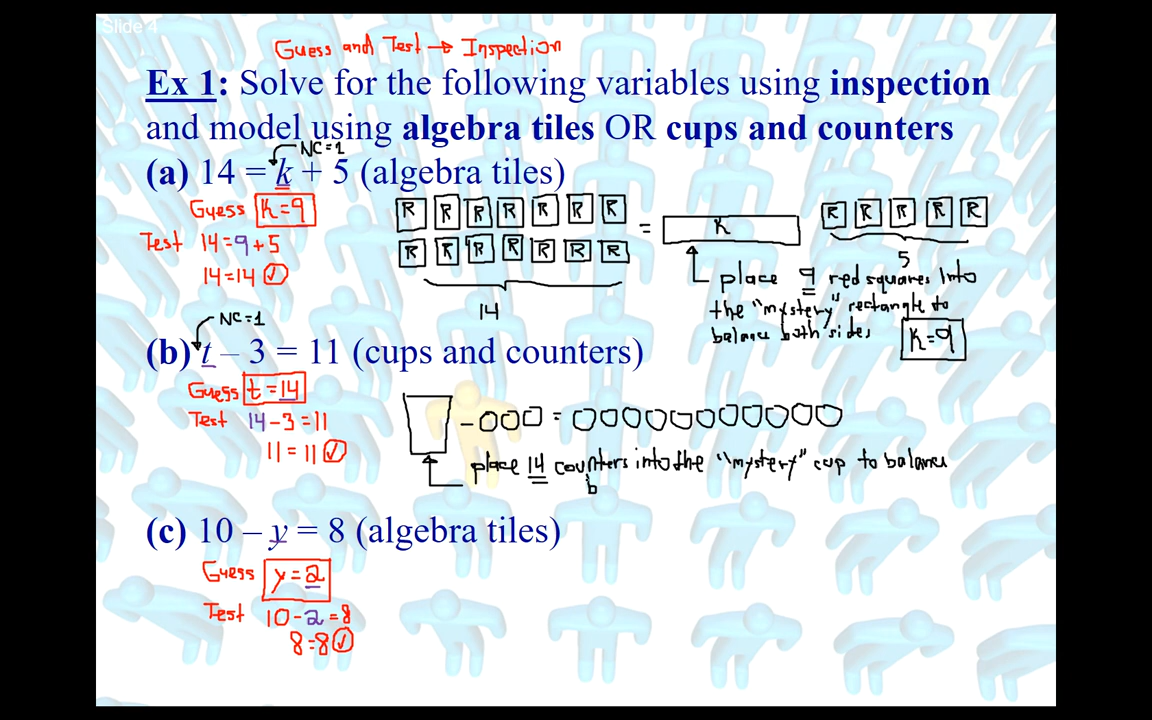 Slide 4
Guess and Test → Inspection
Ex 1: Solve for the following variables using inspection
and model using algebra tiles OR cups and counters
NC=1
(a) 14 = k + 5 (algebra tiles)
Guess K=9
Test 14=9+5
14=14 ✓
R R R R R R R
R R R R R R R
14
=
K
R R R R R
5
place 9 red squares into
the "mystery" rectangle to
balance both sides
K=9
NC=1
(b) t – 3 = 11 (cups and counters)
Guess t=14
Test 14-3=11
11=11 ✓
- OOO = OOOOOOOOOOO
place 14 counters into the "mystery" cup to balance
b
(c) 10 – y = 8 (algebra tiles)
Guess y=2
Test 10-2=8
8=8 ✓